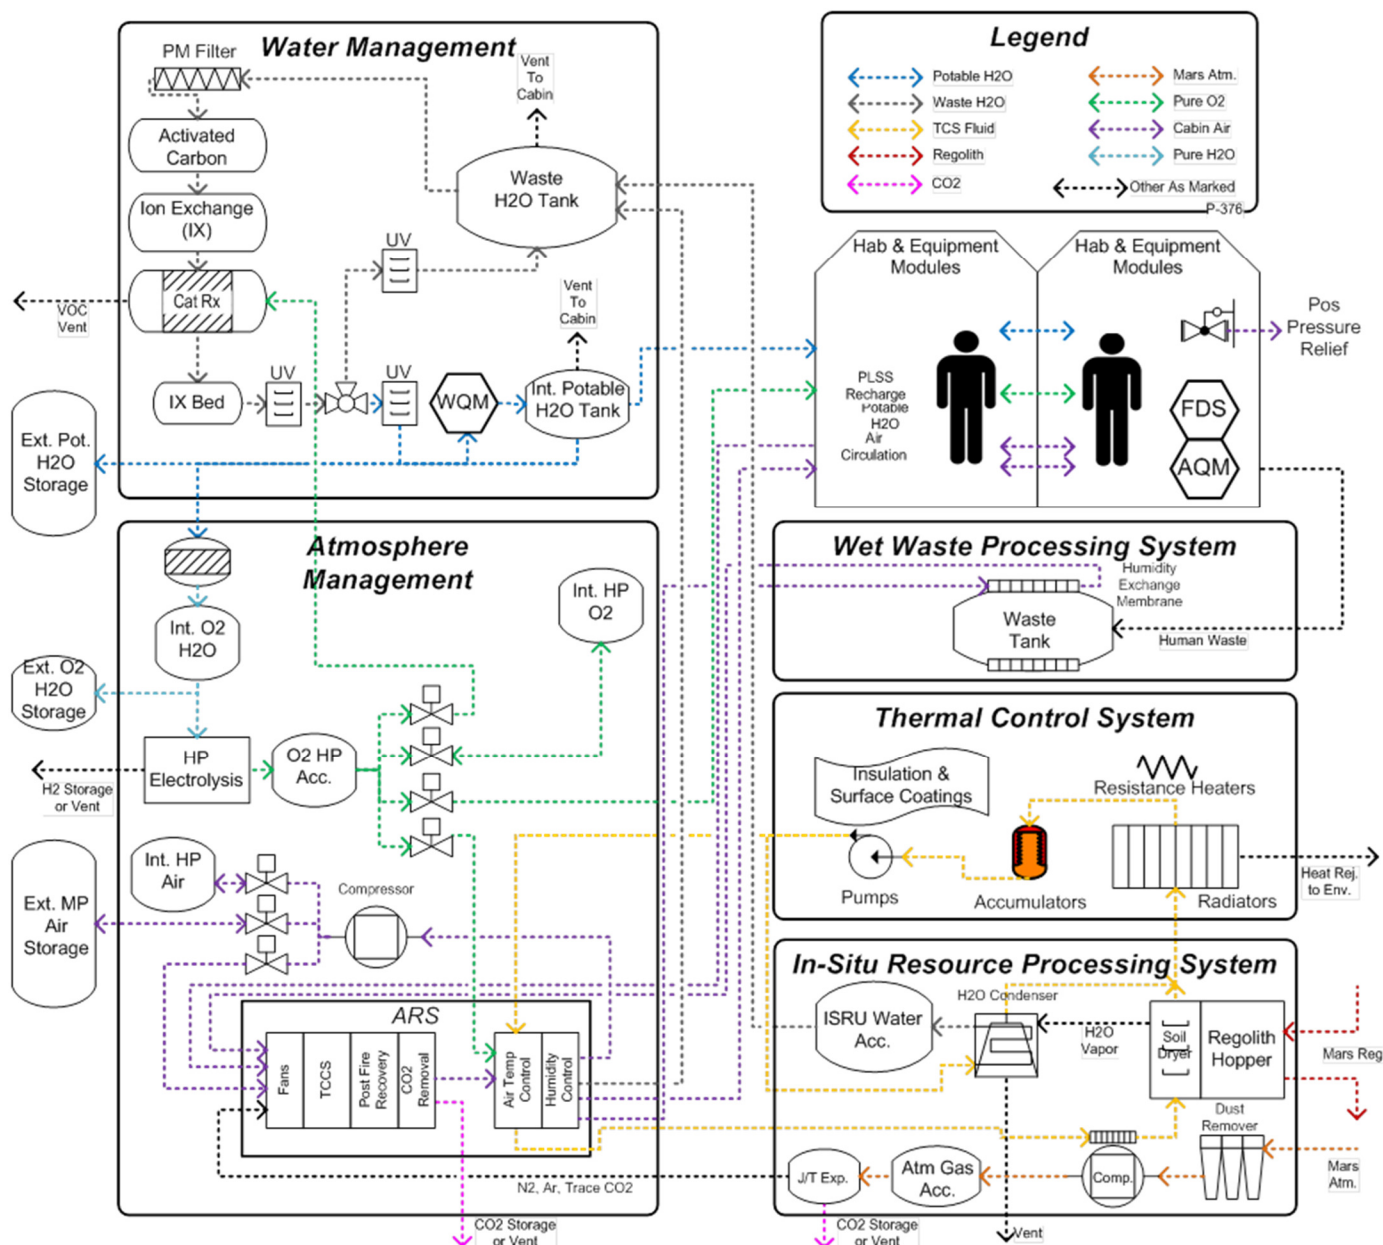 Water Management
PM Filter
Activated
Carbon
Ion Exchange
(IX)
Cat Rx
VOC
Vent
IX Bed
UV
UV
UV
WQM
Vent
To
Cabin
Waste
H2O Tank
Vent
To
Cabin
Int. Potable
H2O Tank
Ext. Pot.
H2O
Storage
Legend
Potable H2O
Waste H2O
TCS Fluid
Regolith
CO2
Mars Atm.
Pure O2
Cabin Air
Pure H2O
Other As Marked
P-376
Hab & Equipment
Modules
Hab & Equipment
Modules
PLSS
Recharge
Potable
H2O
Air
Circulation
FDS
AQM
Pos
Pressure
Relief
Atmosphere
Management
Int. O2
H2O
Ext. O2
H2O
Storage
HP
Electrolysis
H2 Storage
or Vent
O2 HP
Acc.
Int. HP
O2
Int. HP
Air
Ext. MP
Air
Storage
Compressor
ARS
Fans
TCCS
Post Fire
Recovery
CO2
Removal
Air Temp
Control
Humidity
Control
N2, Ar, Trace CO2
CO2 Storage
or Vent
Wet Waste Processing System
Humidity
Exchange
Membrane
Waste
Tank
Human Waste
Thermal Control System
Insulation &
Surface Coatings
Resistance Heaters
Pumps
Accumulators
Radiators
Heat Rej.
to Env.
In-Situ Resource Processing System
ISRU Water
Acc.
H2O Condenser
H2O
Vapor
Soil
Dryer
Regolith
Hopper
Mars Reg
Dust
Remover
Mars
Atm.
Comp.
Atm Gas
Acc.
J/T Exp.
CO2 Storage
or Vent
Vent